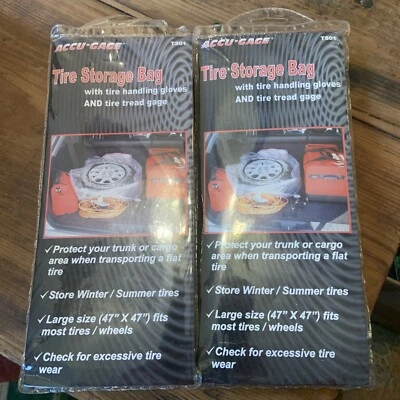 ACCU-GAGE
TB01
Tire Storage Bag
with tire handling gloves
AND tire tread gage
✓Protect your trunk or cargo
area when transporting a flat
tire
✓Store Winter / Summer tires
✓Large size (47" X 47") fits
most tires / wheels
✓Check for excessive tire
wear
ACCU-GAGE
TB01
Tire Storage Bag
with tire handling gloves
AND tire tread gage
✓Protect your trunk or cargo
area when transporting a flat
tire
✓Store Winter / Summer tires
✓Large size (47" X 47") fits
most tires / wheels
✓Check for excessive tire
wear